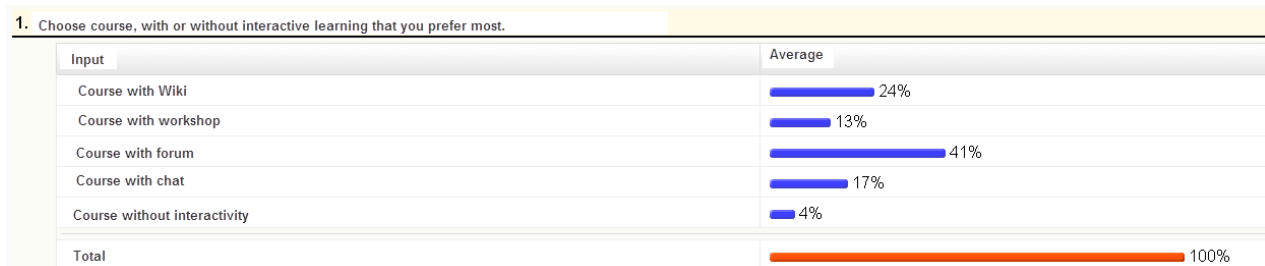 1. Choose course, with or without interactive learning that you prefer most.
Input Average
Course with Wiki 24%
Course with workshop 13%
Course with forum 41%
Course with chat 17%
Course without interactivity 4%
Total 100%